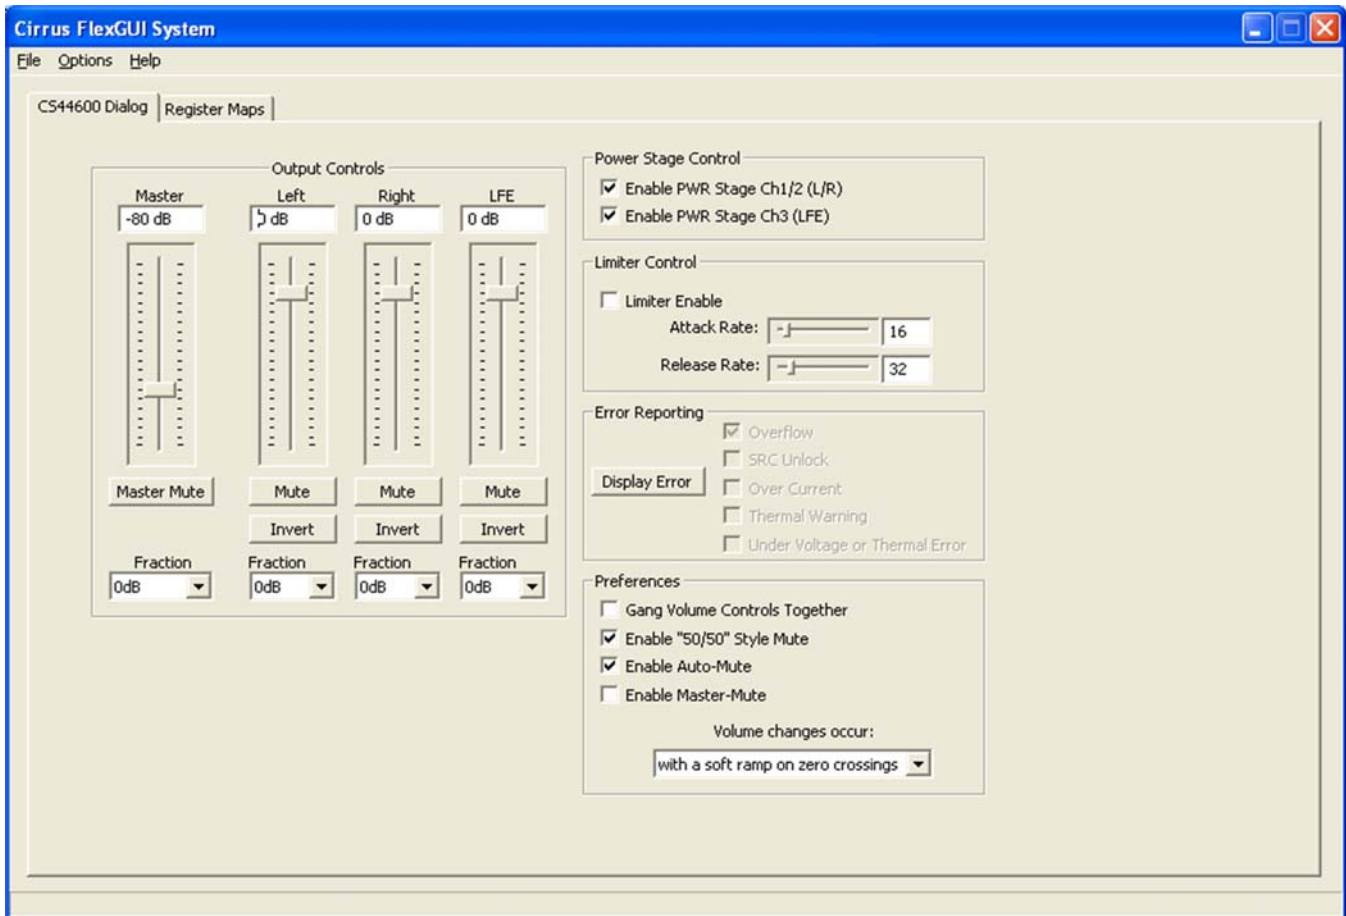 Cirrus FlexGUI System
File Options Help
CS44600 Dialog Register Maps
Output Controls
Master Left Right LFE
-80 dB dB 0 dB 0 dB
Master Mute Mute Mute Mute
Invert Invert Invert
Fraction Fraction Fraction Fraction
0dB 0dB 0dB 0dB
Power Stage Control
Enable PWR Stage Ch1/2 (L/R)
Enable PWR Stage Ch3 (LFE)
Limiter Control
Limiter Enable
Attack Rate: 16
Release Rate: 32
Error Reporting
Display Error
Overflow
SRC Unlock
Over Current
Thermal Warning
Under Voltage or Thermal Error
Preferences
Gang Volume Controls Together
Enable "50/50" Style Mute
Enable Auto-Mute
Enable Master-Mute
Volume changes occur:
with a soft ramp on zero crossings